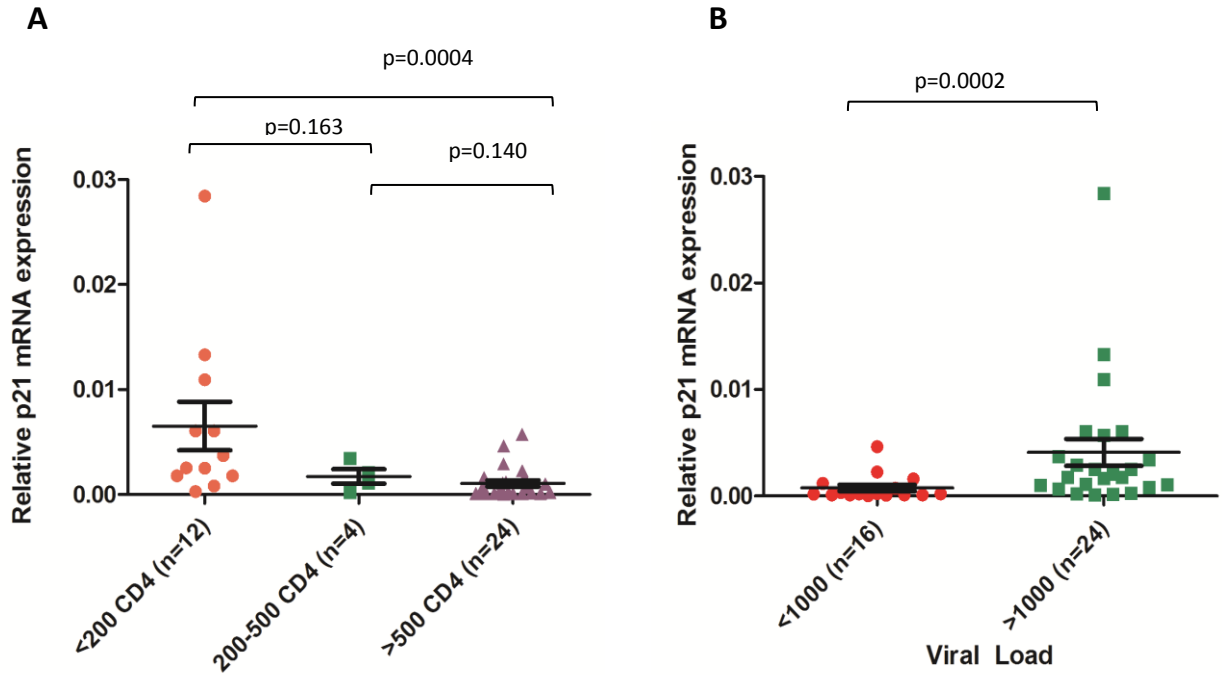 A
p=0.0004
p=0.163
p=0.140
Relative p21 mRNA expression
0.03
0.02
0.01
0.00
<200 CD4 (n=12)
200-500 CD4 (n=4)
>500 CD4 (n=24)
B
p=0.0002
Relative p21 mRNA expression
0.03
0.02
0.01
0.00
<1000 (n=16)
>1000 (n=24)
Viral Load